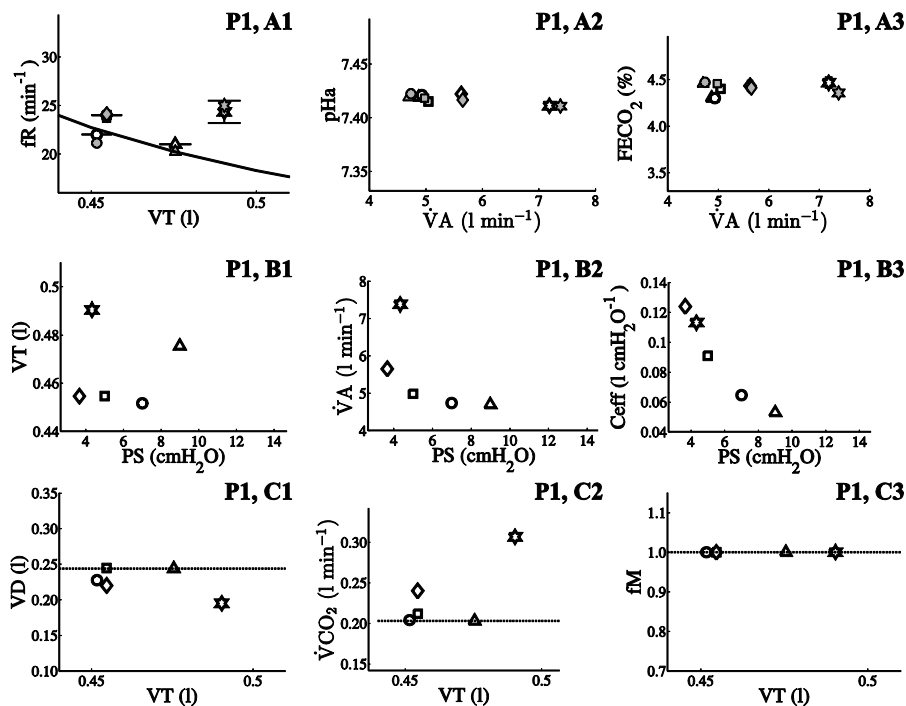 P1, A1
30
25
20
fR (min⁻¹)
0.45
0.5
VT (l)
P1, A2
7.45
7.40
7.35
pHa
4
5
6
7
8
V̇A (l min⁻¹)
P1, A3
4.5
4.0
3.5
FECO₂ (%)
4
5
6
7
8
V̇A (l min⁻¹)
P1, B1
0.5
0.48
0.46
0.44
VT (l)
4
6
8
10
12
14
PS (cmH₂O)
P1, B2
8
7
6
5
4
V̇A (l min⁻¹)
4
6
8
10
12
14
PS (cmH₂O)
P1, B3
0.14
0.12
0.10
0.08
0.06
0.04
Ceff (l cmH₂O⁻¹)
4
6
8
10
12
14
PS (cmH₂O)
P1, C1
0.35
0.30
0.25
0.20
0.15
0.10
VD (l)
0.45
0.5
VT (l)
P1, C2
0.30
0.25
0.20
0.15
V̇CO₂ (l min⁻¹)
0.45
0.5
VT (l)
P1, C3
1.1
1.0
0.9
0.8
0.7
fM
0.45
0.5
VT (l)